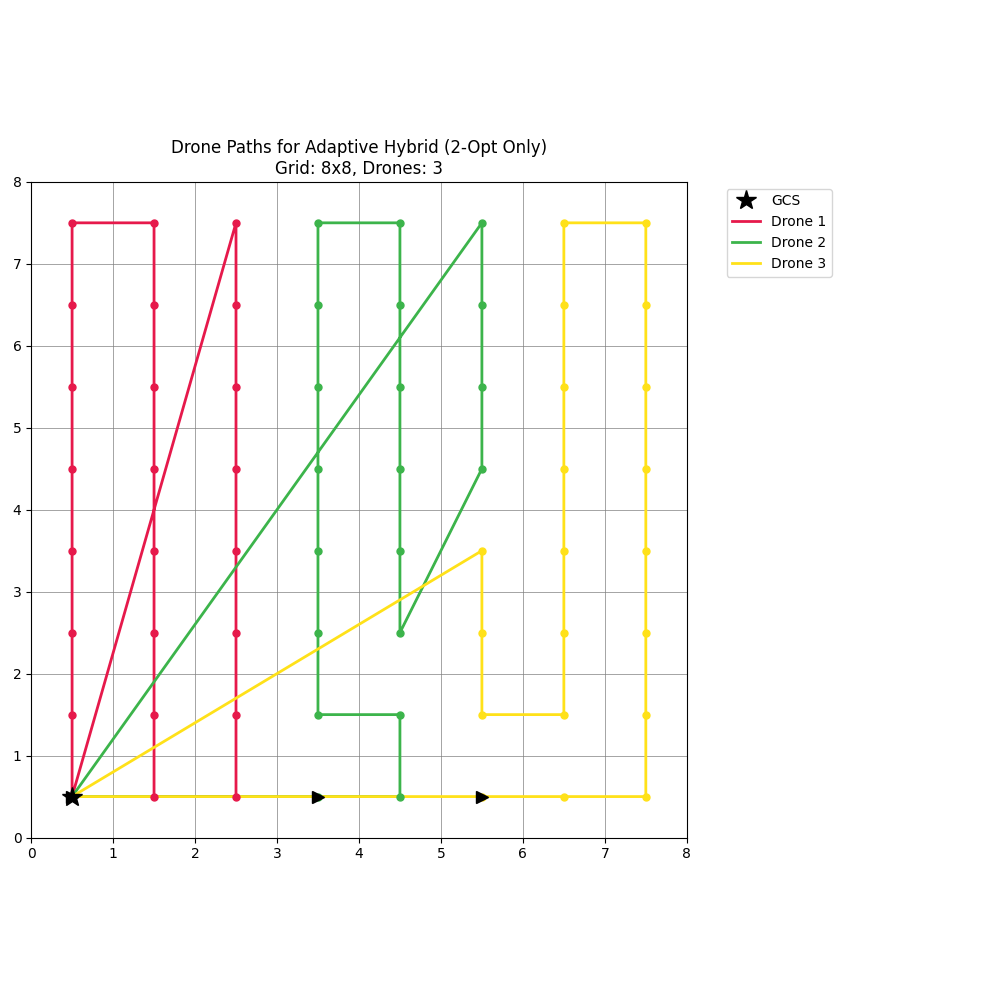 Drone Paths for Adaptive Hybrid (2-Opt Only)
Grid: 8x8, Drones: 3
GCS
Drone 1
Drone 2
Drone 3
8
7
6
5
4
3
2
1
0
0 1 2 3 4 5 6 7 8